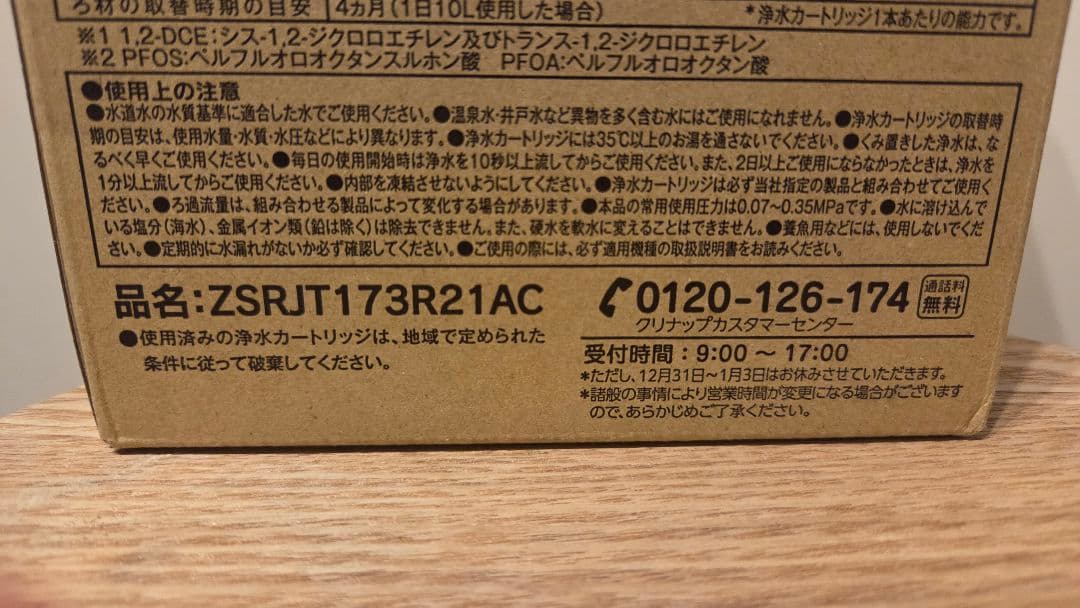 ろ材の取替時期の目安 4ヵ月(1日10L使用した場合)
*浄水カートリッジ1本あたりの能力です。
※1 1,2-DCE:シス-1,2-ジクロロエチレン及びトランス-1,2-ジクロロエチレン
※2 PFOS:ペルフルオロオクタンスルホン酸 PFOA:ペルフルオロオクタン酸
●使用上の注意
●水道水の水質基準に適合した水でご使用ください。●温泉水・井戸水など異物を多く含む水にはご使用になれません。●浄水カートリッジの取替時
期の目安は、使用水量・水質・水圧などにより異なります。●浄水カートリッジには35℃以上のお湯を通さないでください。●くみ置きした浄水は、な
るべく早くご使用ください。●毎日の使用開始時は浄水を10秒以上流してからご使用ください。また、2日以上ご使用にならなかったときは、浄水を
1分以上流してからご使用ください。●内部を凍結させないようにしてください。●浄水カートリッジは必ず当社指定の製品と組み合わせてご使用く
ださい。●ろ過流量は、組み合わせる製品によって変化する場合があります。●本品の常用使用圧力は0.07~0.35MPaです。●水に溶け込んで
いる塩分(海水)、金属イオン類(鉛は除く)は除去できません。また、硬水を軟水に変えることはできません。●養魚用などには、使用しないでくだ
さい。●定期的に水漏れがないか必ず確認してください。●ご使用の際には、必ず適用機種の取扱説明書をお読みください。
品名:ZSRJT173R21AC
●使用済みの浄水カートリッジは、地域で定められた
条件に従って破棄してください。
0120-126-174 通話料
無料
クリナップカスタマーセンター
受付時間:9:00 ~ 17:00
*ただし、12月31日~1月3日はお休みさせていただきます。
*諸般の事情により営業時間が変更になる場合がございます
ので、あらかじめご了承ください。